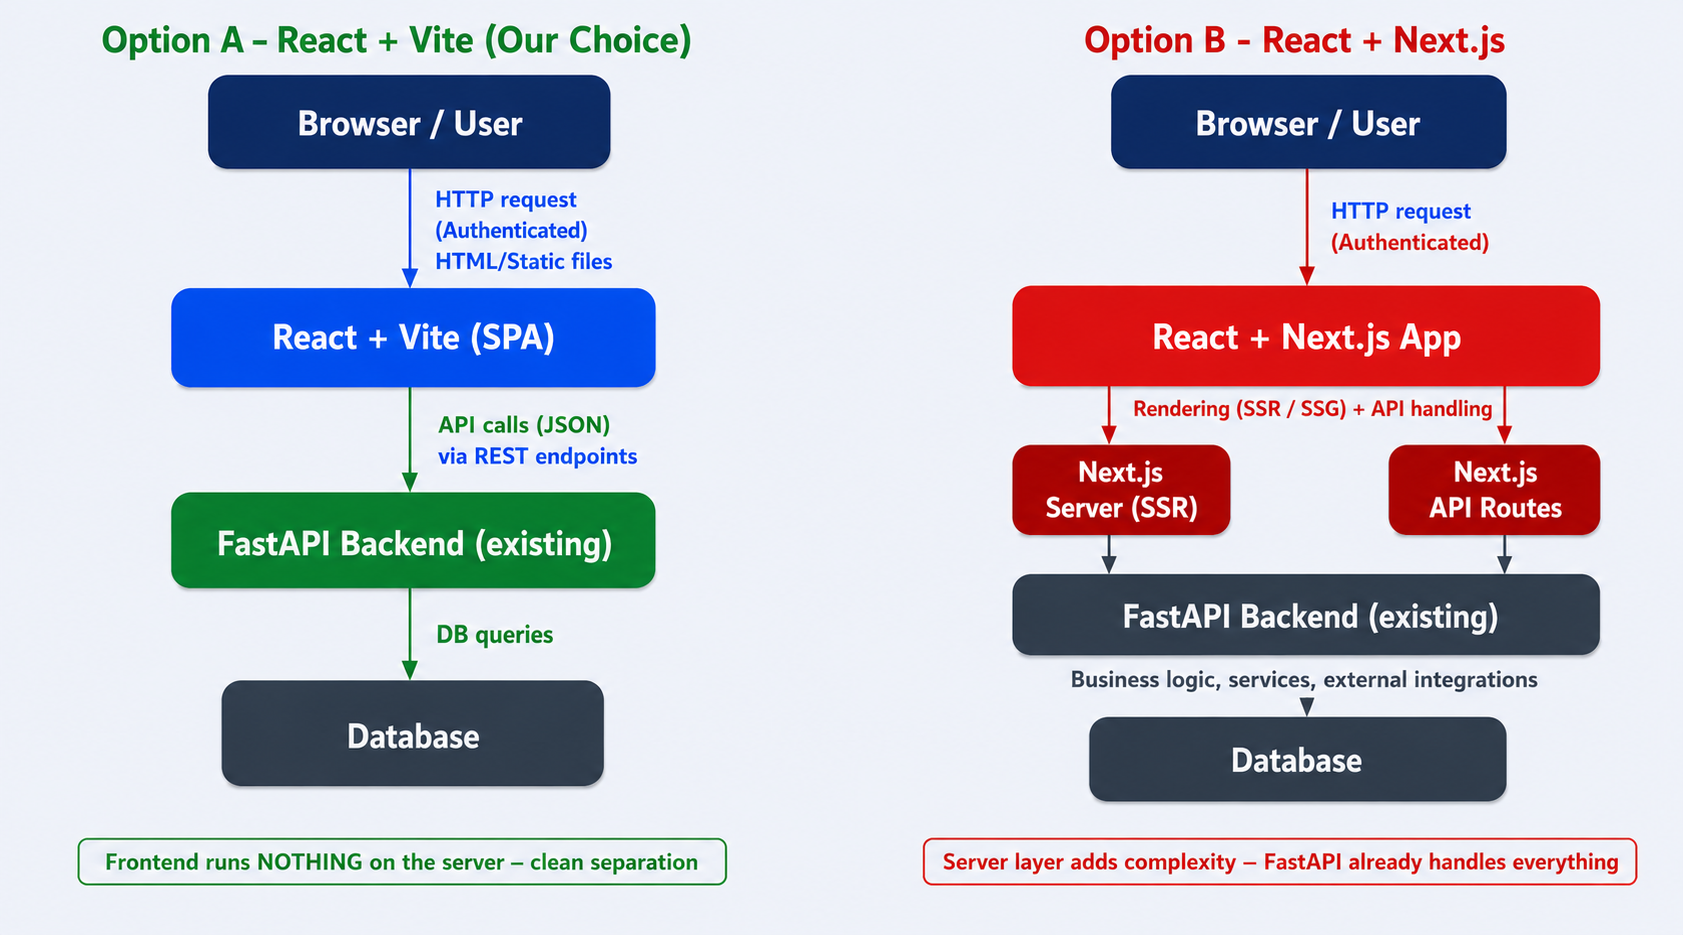 Option A – React + Vite (Our Choice)
Browser / User
HTTP request
(Authenticated)
HTML/Static files
React + Vite (SPA)
API calls (JSON)
via REST endpoints
FastAPI Backend (existing)
DB queries
Database
Frontend runs NOTHING on the server – clean separation
Option B - React + Next.js
Browser / User
HTTP request
(Authenticated)
React + Next.js App
Rendering (SSR / SSG) + API handling
Next.js
Server (SSR)
Next.js
API Routes
FastAPI Backend (existing)
Business logic, services, external integrations
Database
Server layer adds complexity – FastAPI already handles everything